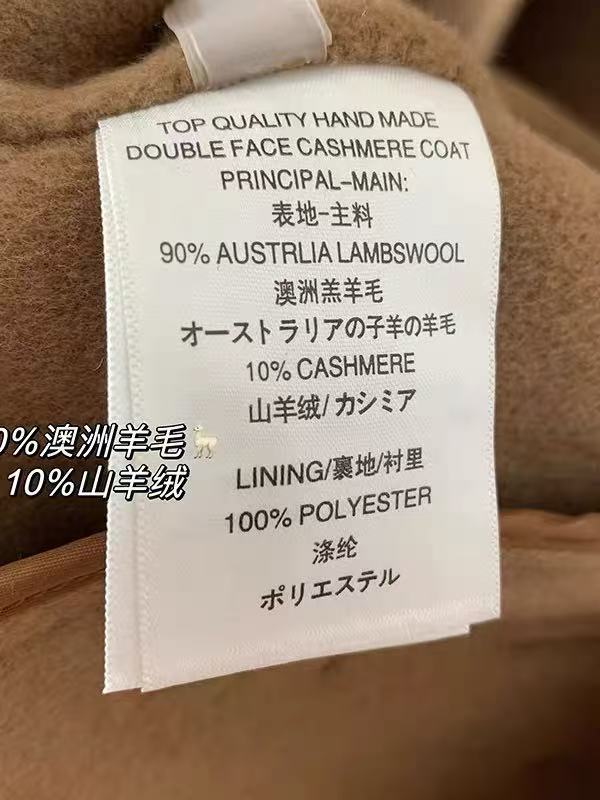 TOP QUALITY HAND MADE
DOUBLE FACE CASHMERE COAT
PRINCIPAL-MAIN:
表地-主料
90% AUSTRLIA LAMBSWOOL
澳洲羔羊毛
オーストラリアの子羊の羊毛
10% CASHMERE
山羊绒/カシミア
0%澳洲羊毛🦙
10%山羊绒
LINING/裏地/衬里
100% POLYESTER
涤纶
ポリエステル